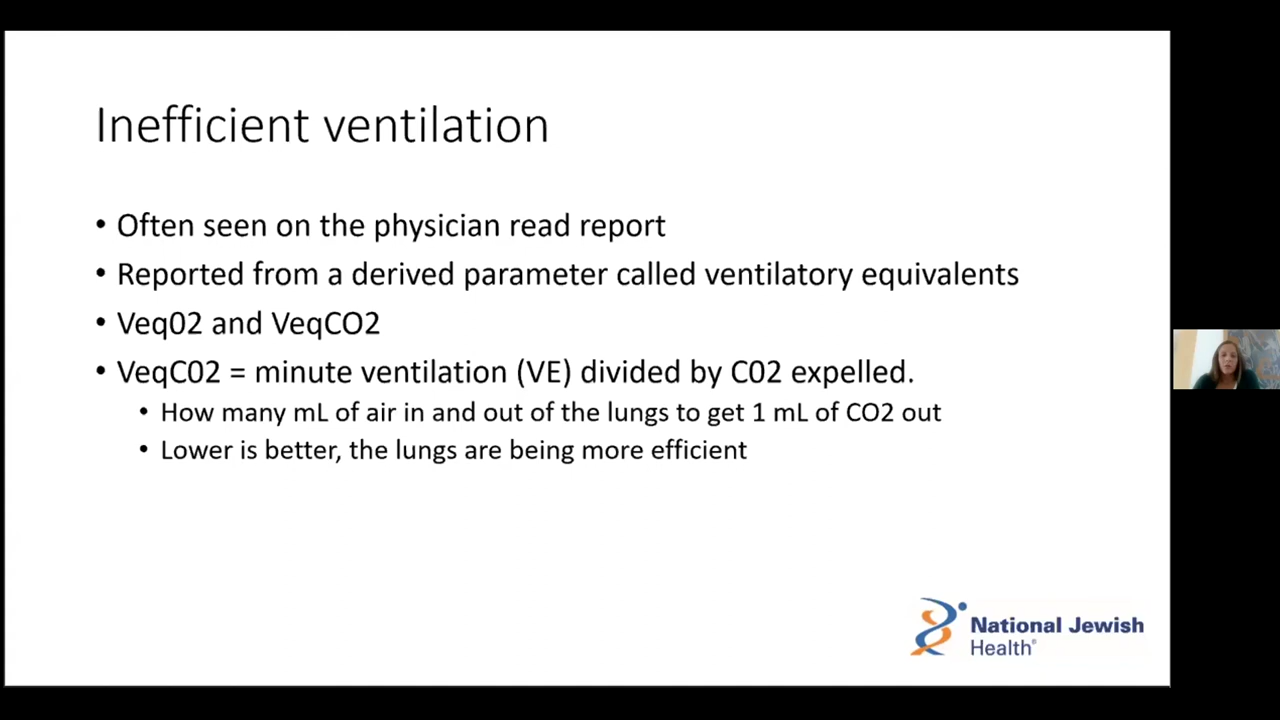 Inefficient ventilation
• Often seen on the physician read report
• Reported from a derived parameter called ventilatory equivalents
• Veq02 and VeqCO2
• VeqC02 = minute ventilation (VE) divided by C02 expelled.
• How many mL of air in and out of the lungs to get 1 mL of CO2 out
• Lower is better, the lungs are being more efficient
National Jewish
Health®